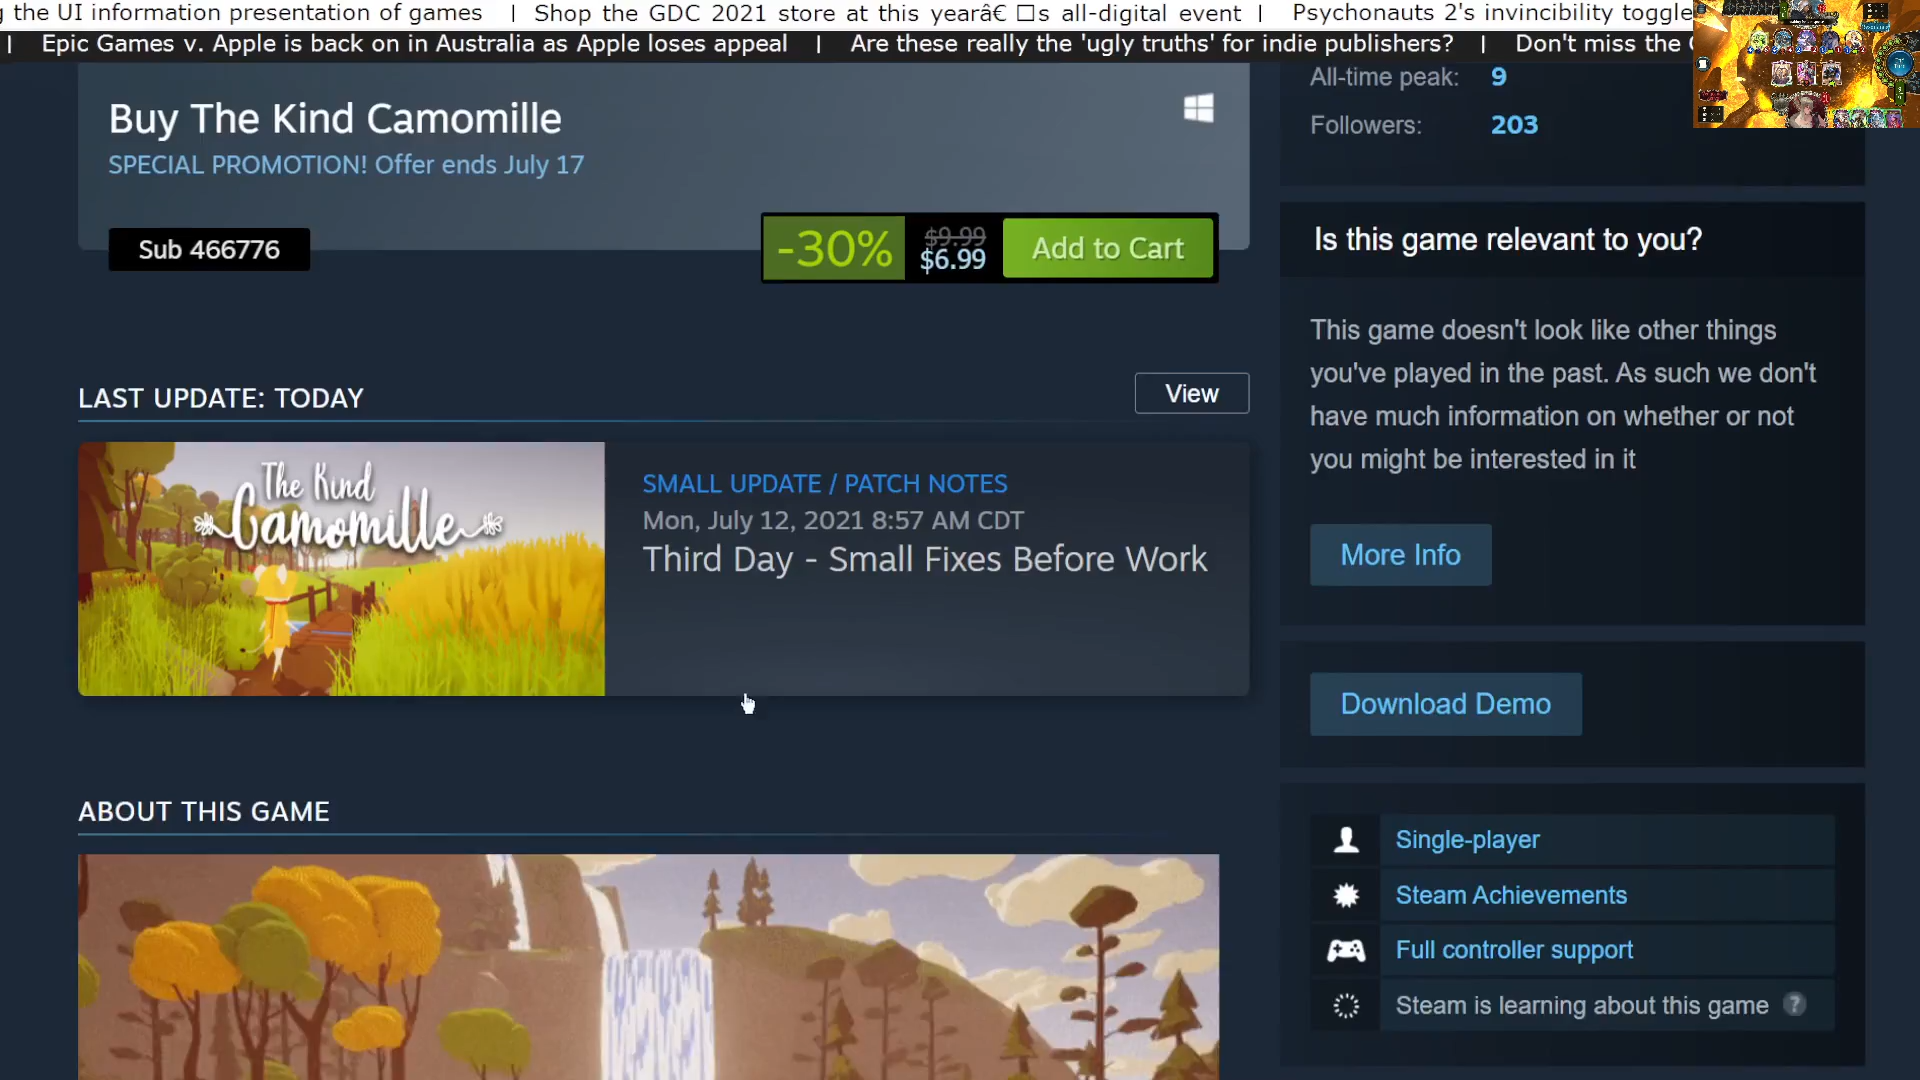 g the UI information presentation of games | Shop the GDC 2021 store at this yearâ€ □s all-digital event | Psychonauts 2's invincibility toggle
| Epic Games v. Apple is back on in Australia as Apple loses appeal | Are these really the 'ugly truths' for indie publishers? | Don't miss the
Buy The Kind Camomille
SPECIAL PROMOTION! Offer ends July 17
Sub 466776
-30%
$9.99
$6.99
Add to Cart
LAST UPDATE: TODAY
View
The Kind
Camomille
SMALL UPDATE / PATCH NOTES
Mon, July 12, 2021 8:57 AM CDT
Third Day - Small Fixes Before Work
ABOUT THIS GAME
All-time peak: 9
Followers: 203
Is this game relevant to you?
This game doesn't look like other things
you've played in the past. As such we don't
have much information on whether or not
you might be interested in it
More Info
Download Demo
Single-player
Steam Achievements
Full controller support
Steam is learning about this game ?